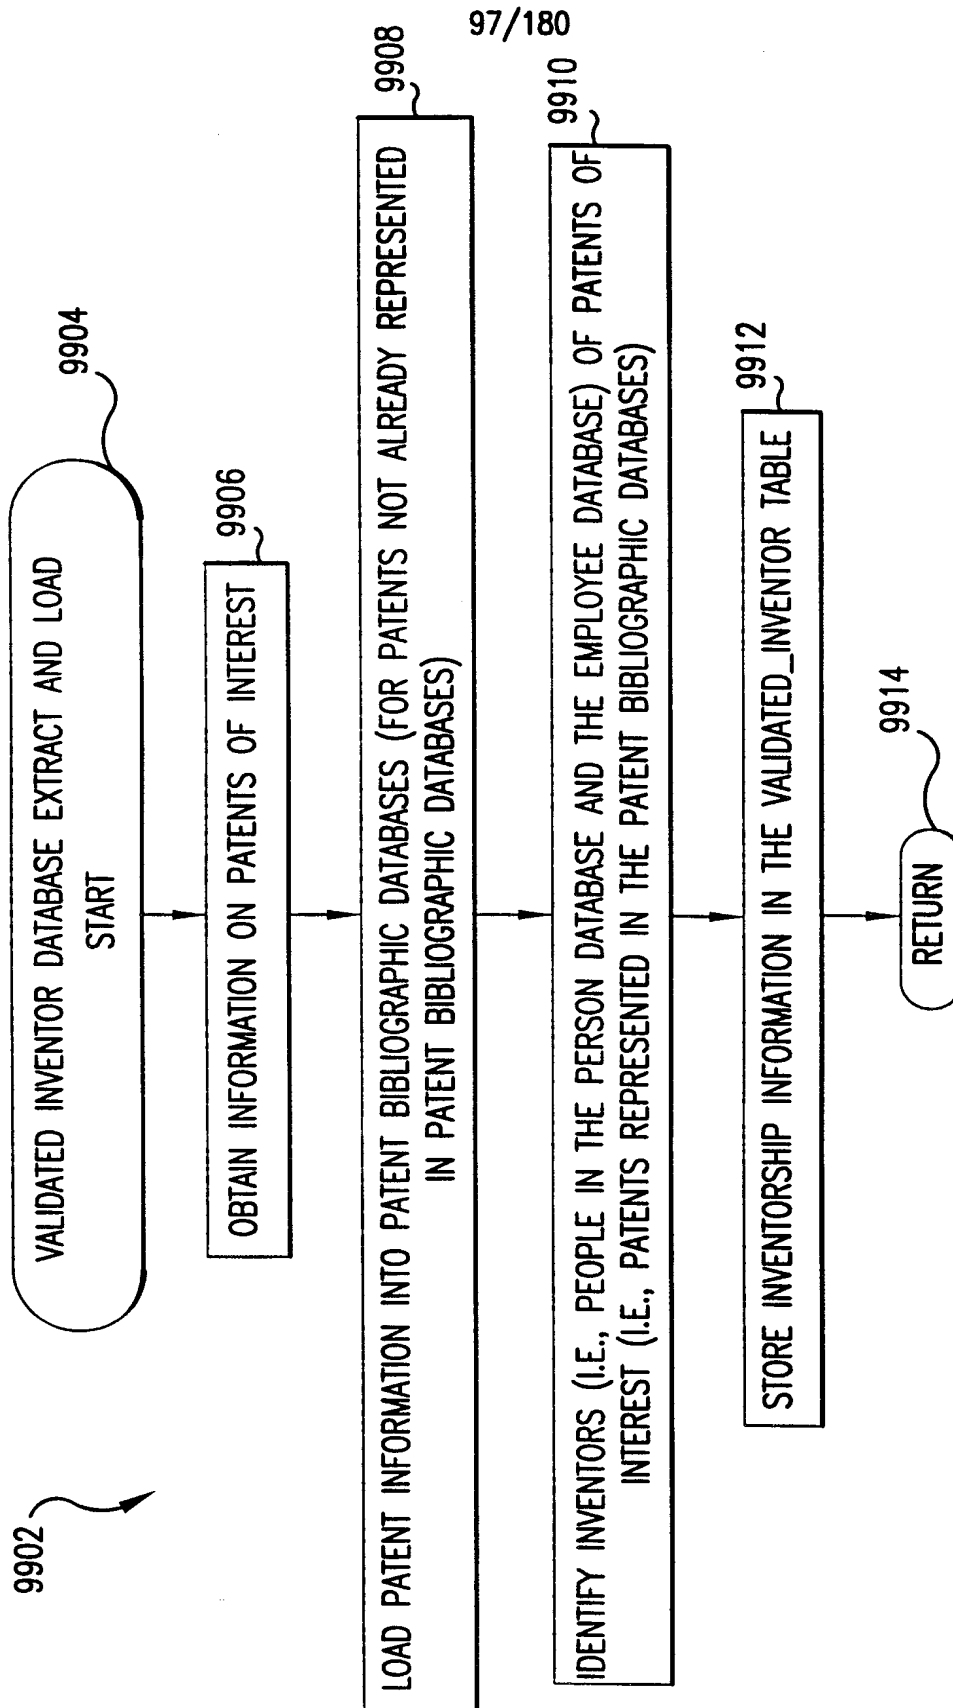 97/180
9902
VALIDATED INVENTOR DATABASE EXTRACT AND LOAD
START
9904
OBTAIN INFORMATION ON PATENTS OF INTEREST
9906
LOAD PATENT INFORMATION INTO PATENT BIBLIOGRAPHIC DATABASES (FOR PATENTS NOT ALREADY REPRESENTED
IN PATENT BIBLIOGRAPHIC DATABASES)
9908
IDENTIFY INVENTORS (I.E., PEOPLE IN THE PERSON DATABASE AND THE EMPLOYEE DATABASE) OF PATENTS OF
INTEREST (I.E., PATENTS REPRESENTED IN THE PATENT BIBLIOGRAPHIC DATABASES)
9910
STORE INVENTORSHIP INFORMATION IN THE VALIDATED_INVENTOR TABLE
9912
RETURN
9914